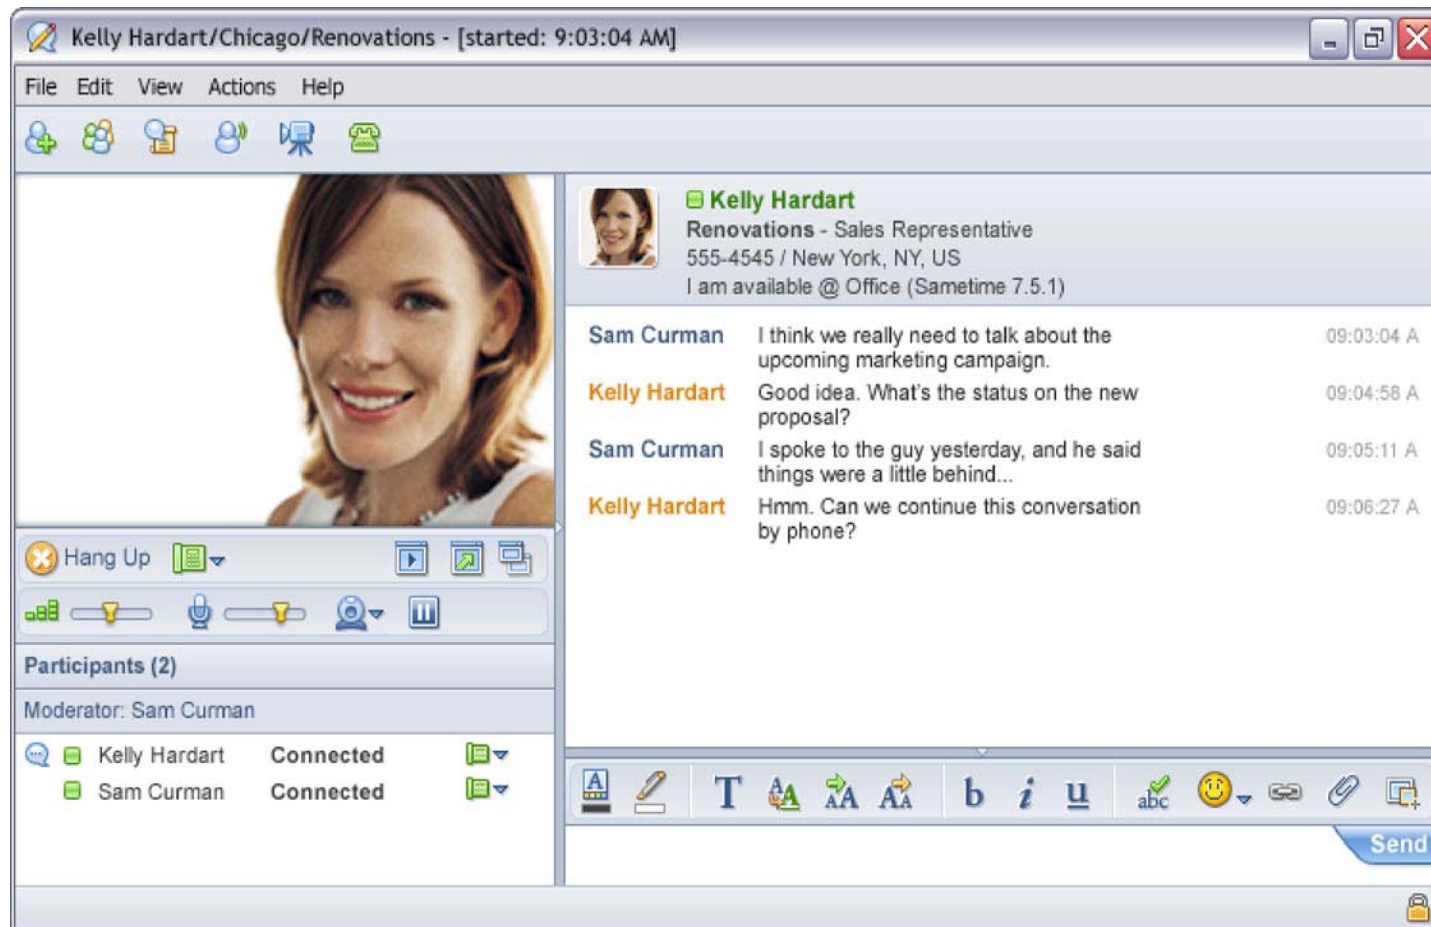 Kelly Hardart/Chicago/Renovations - [started: 9:03:04 AM]
File Edit View Actions Help
Kelly Hardart
Renovations - Sales Representative
555-4545 / New York, NY, US
I am available @ Office (Sametime 7.5.1)
Sam Curman I think we really need to talk about the 09:03:04 A
upcoming marketing campaign.
Kelly Hardart Good idea. What's the status on the new 09:04:58 A
proposal?
Sam Curman I spoke to the guy yesterday, and he said 09:05:11 A
things were a little behind...
Kelly Hardart Hmm. Can we continue this conversation 09:06:27 A
by phone?
Hang Up
Participants (2)
Moderator: Sam Curman
Kelly Hardart Connected
Sam Curman Connected
A T AA AA AA b i u abc
Send